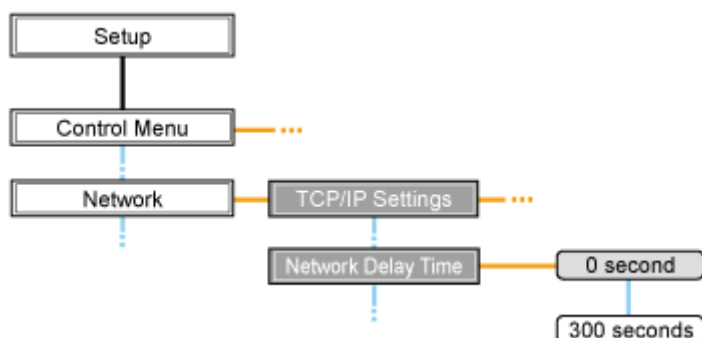 Setup
Control Menu
Network
TCP/IP Settings
Network Delay Time
0 second
300 seconds